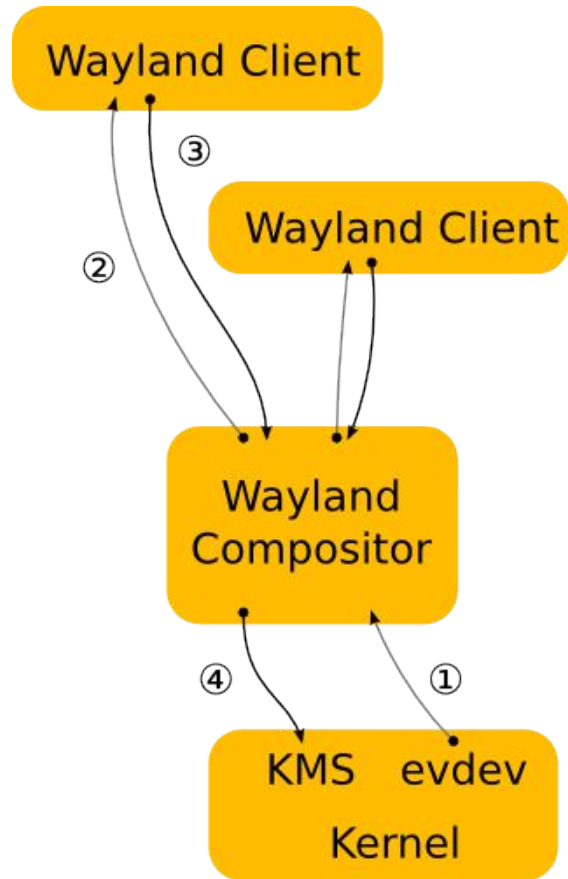 Wayland Client
③
Wayland Client
②
Wayland
Compositor
④
①
KMS evdev
Kernel